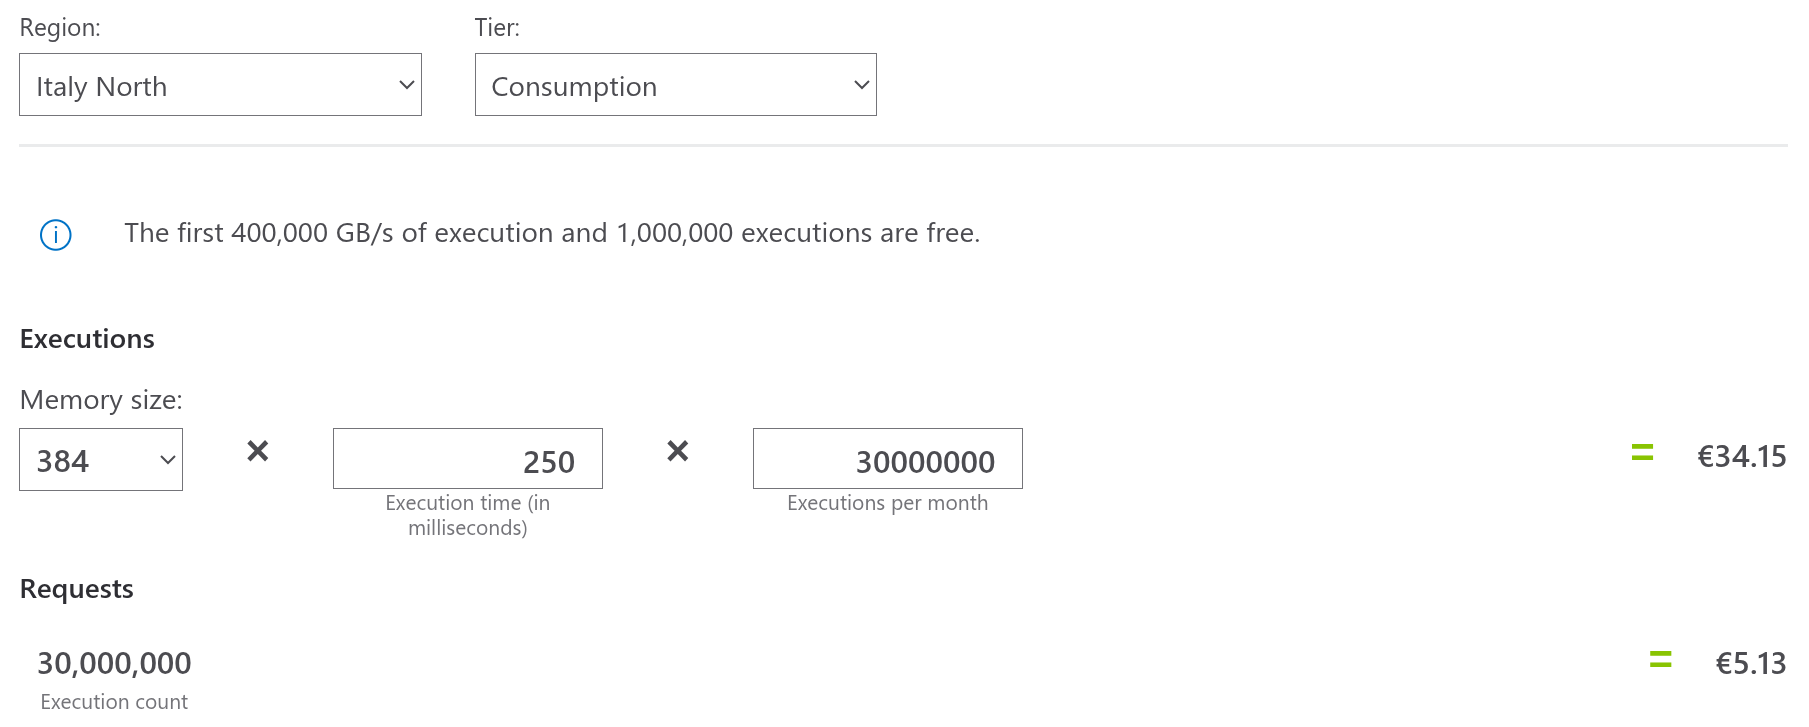 Region:
Tier:
Italy North
Consumption
The first 400,000 GB/s of execution and 1,000,000 executions are free.
Executions
Memory size:
384 × 250 × 30000000 = €34.15
Execution time (in
milliseconds)
Executions per month
Requests
30,000,000 = €5.13
Execution count